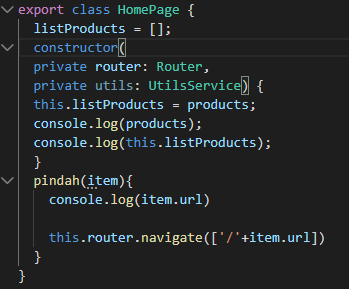 export class HomePage {
listProducts = [];
constructor(
private router: Router,
private utils: UtilsService) {
this.listProducts = products;
console.log(products);
console.log(this.listProducts);
}
pindah(item){
console.log(item.url)
this.router.navigate(['/'+item.url])
}
}